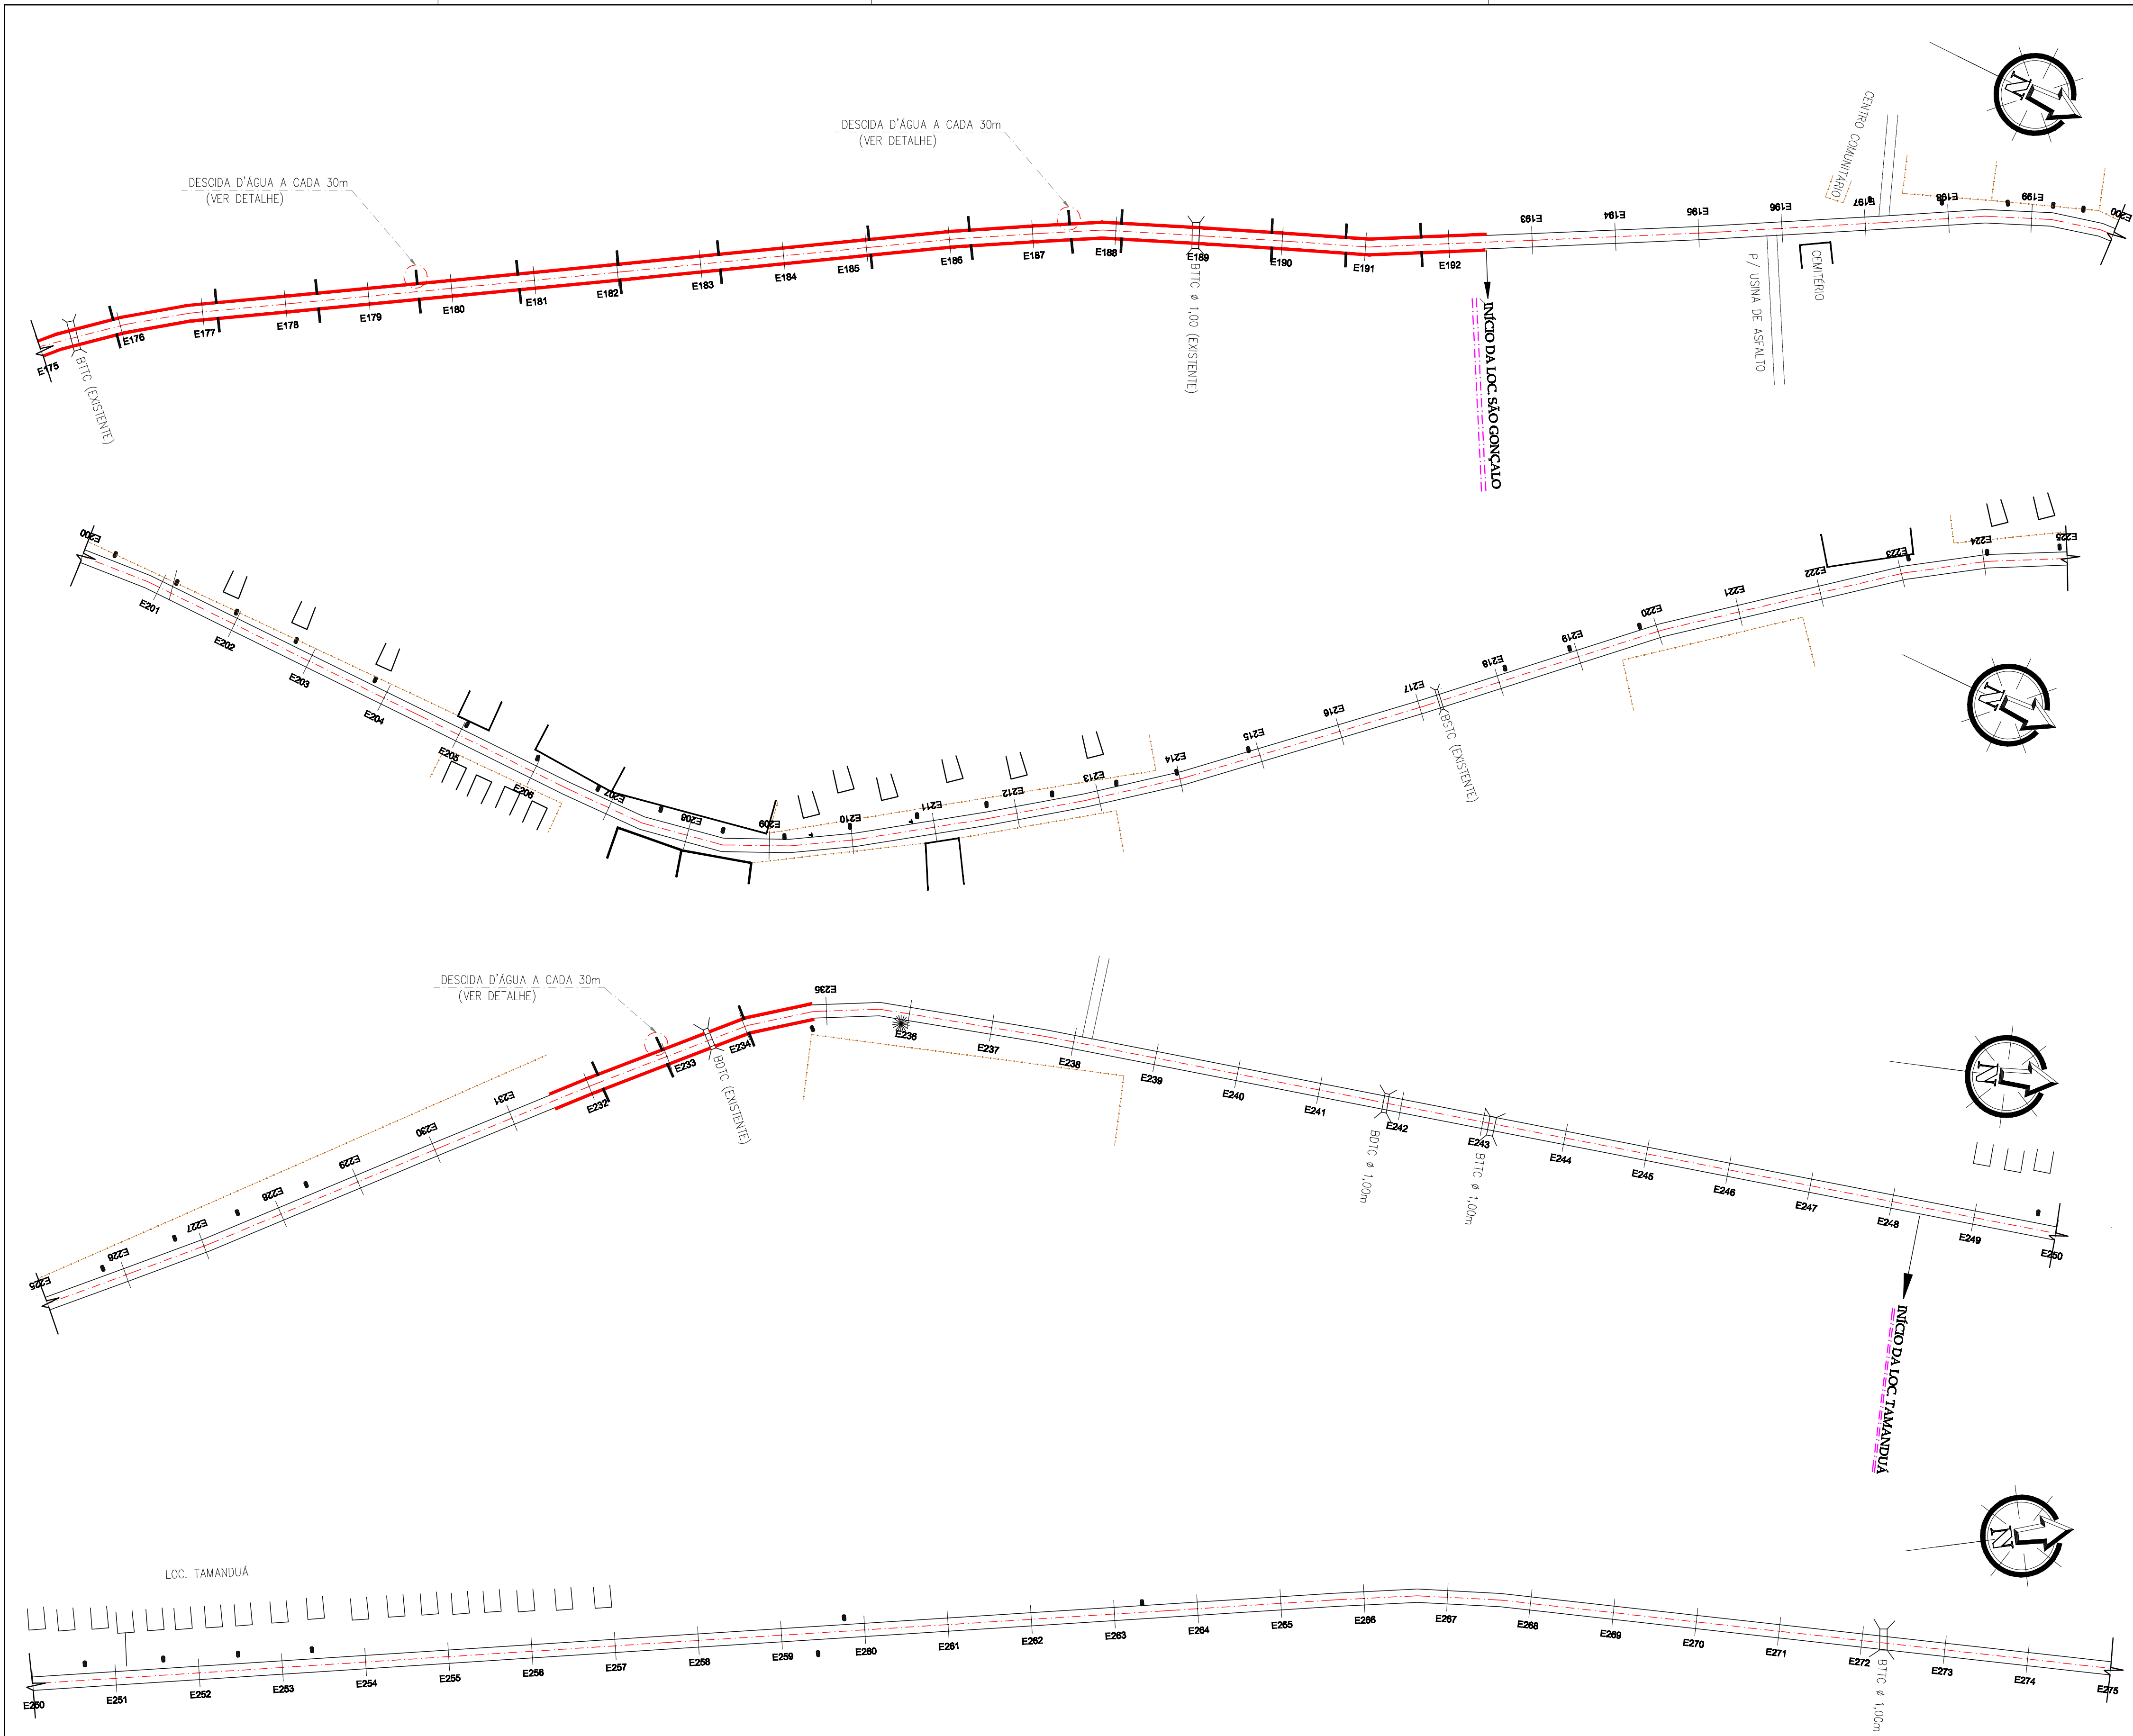 DESCIDA D'ÁGUA A CADA 30m
(VER DETALHE)
DESCIDA D'ÁGUA A CADA 30m
(VER DETALHE)
CENTRO COMUNITÁRIO
N
E175
E176
E177
E178
E179
E180
E181
E182
E183
E184
E185
E186
E187
E188
E189
E190
E191
E192
E193
E194
E195
E196
E197
E198
E199
E200
BTTC (EXISTENTE)
BTTC ø 1,00 (EXISTENTE)
INÍCIO DA LOC. SÃO GONÇALO
P/ USINA DE ASFALTO
CEMITÉRIO
E200
E201
E202
E203
E204
E205
E206
E207
E208
E209
E210
E211
E212
E213
E214
E215
E216
E217
E218
E219
E220
E221
E222
E223
E224
E225
BSTC (EXISTENTE)
N
DESCIDA D'ÁGUA A CADA 30m
(VER DETALHE)
E225
E226
E227
E228
E229
E230
E231
E232
E233
E234
E235
E236
E237
E238
E239
E240
E241
E242
E243
E244
E245
E246
E247
E248
E249
E250
BDTC (EXISTENTE)
BDTC ø 1,00m
BTTC ø 1,00m
N
INÍCIO DA LOC. TAMANDUÁ
N
LOC. TAMANDUÁ
E250
E251
E252
E253
E254
E255
E256
E257
E258
E259
E260
E261
E262
E263
E264
E265
E266
E267
E268
E269
E270
E271
E272
E273
E274
E275
BTTC ø 1,00m